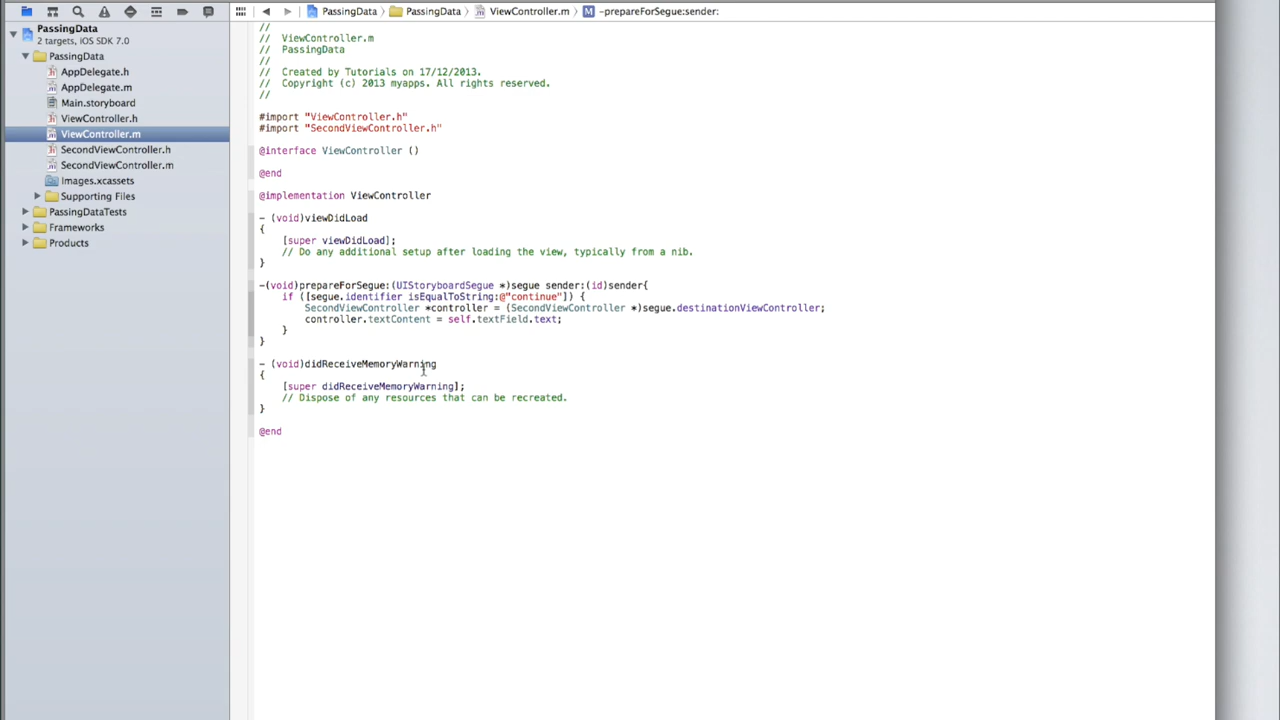 PassingData
2 targets, iOS SDK 7.0
PassingData
AppDelegate.h
AppDelegate.m
Main.storyboard
ViewController.h
ViewController.m
SecondViewController.h
SecondViewController.m
Images.xcassets
Supporting Files
PassingDataTests
Frameworks
Products
PassingData PassingData ViewController.m M -prepareForSegue:sender:
//
//  ViewController.m
//  PassingData
//
//  Created by Tutorials on 17/12/2013.
//  Copyright (c) 2013 myapps. All rights reserved.
//
#import "ViewController.h"
#import "SecondViewController.h"
@interface ViewController ()
@end
@implementation ViewController
- (void)viewDidLoad
{
[super viewDidLoad];
// Do any additional setup after loading the view, typically from a nib.
}
-(void)prepareForSegue:(UIStoryboardSegue *)segue sender:(id)sender{
if ([segue.identifier isEqualToString:@"continue"]) {
SecondViewController *controller = (SecondViewController *)segue.destinationViewController;
controller.textContent = self.textField.text;
}
}
- (void)didReceiveMemoryWarning
{
[super didReceiveMemoryWarning];
// Dispose of any resources that can be recreated.
}
@end